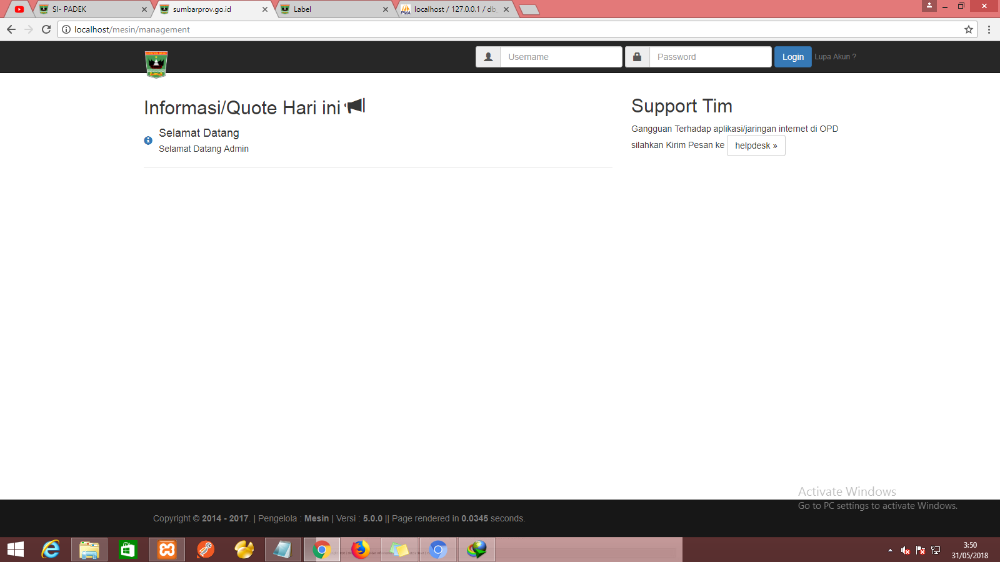 SI- PADEK
sumbarprov.go.id
Label
localhost / 127.0.0.1 / db_
localhost/mesin/management
Username
Password
Login
Lupa Akun ?
Informasi/Quote Hari ini
Selamat Datang
Selamat Datang Admin
Support Tim
Gangguan Terhadap aplikasi/jaringan internet di OPD
silahkan Kirim Pesan ke helpdesk »
Activate Windows
Go to PC settings to activate Windows.
Copyright © 2014 - 2017. | Pengelola : Mesin | Versi : 5.0.0 || Page rendered in 0.0345 seconds.
3:50
31/05/2018